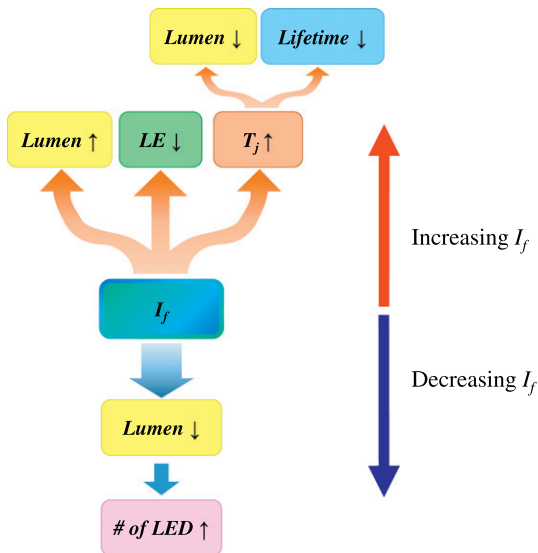 Lumen ↓
Lifetime ↓
Lumen ↑
LE ↓
Tj ↑
Increasing If
If
Decreasing If
Lumen ↓
# of LED ↑